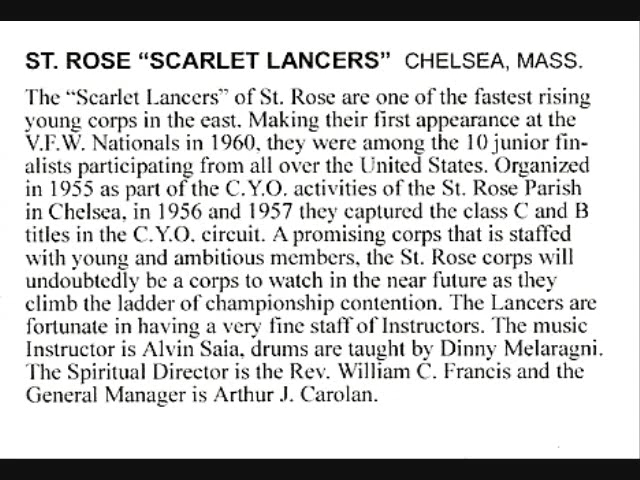 ST. ROSE “SCARLET LANCERS” CHELSEA, MASS.
The “Scarlet Lancers” of St. Rose are one of the fastest rising
young corps in the east. Making their first appearance at the
V.F.W. Nationals in 1960, they were among the 10 junior fin-
alists participating from all over the United States. Organized
in 1955 as part of the C.Y.O. activities of the St. Rose Parish
in Chelsea, in 1956 and 1957 they captured the class C and B
titles in the C.Y.O. circuit. A promising corps that is staffed
with young and ambitious members, the St. Rose corps will
undoubtedly be a corps to watch in the near future as they
climb the ladder of championship contention. The Lancers are
fortunate in having a very fine staff of Instructors. The music
Instructor is Alvin Saia, drums are taught by Dinny Melaragni.
The Spiritual Director is the Rev. William C. Francis and the
General Manager is Arthur J. Carolan.